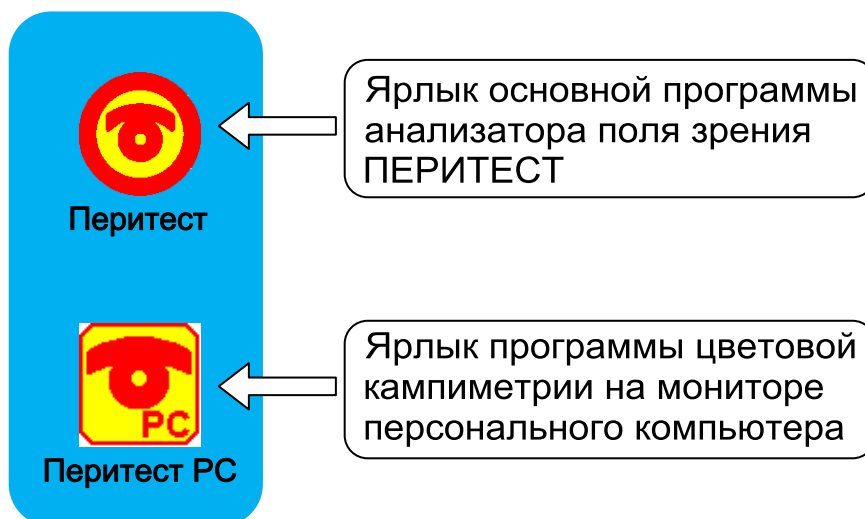 Ярлык основной программы
анализатора поля зрения
ПЕРИТЕСТ
Перитест
Ярлык программы цветовой
кампиметрии на мониторе
персонального компьютера
PC
Перитест PC